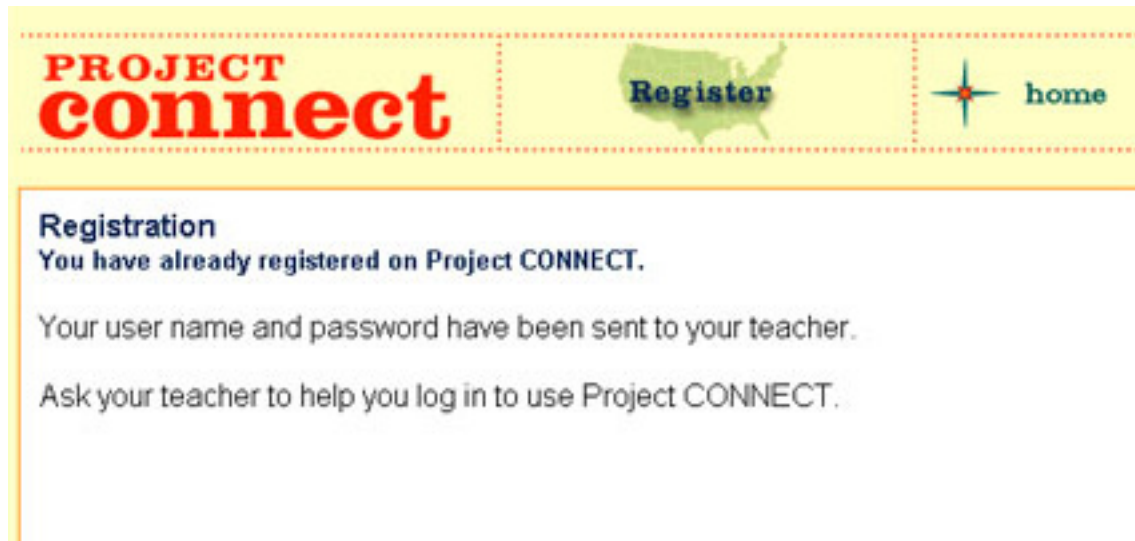 PROJECT
connect
Register
home
Registration
You have already registered on Project CONNECT.
Your user name and password have been sent to your teacher.
Ask your teacher to help you log in to use Project CONNECT.